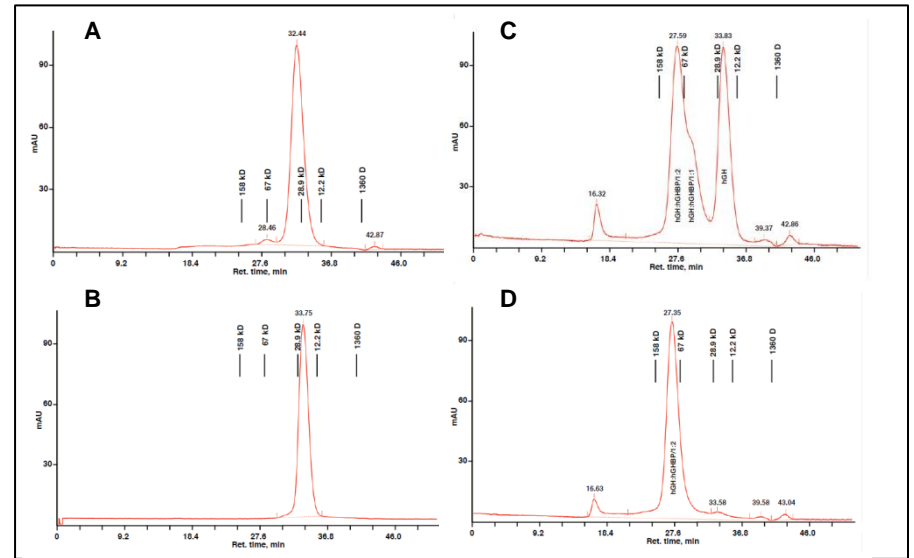 A
32.44
90
60
30
mAU
158 kD
67 kD
28.9 kD
12.2 kD
1360 D
28.46
42.87
0
9.2
18.4
27.6
36.8
46.0
Ret. time, min
C
27.59
33.83
90
60
30
mAU
158 kD
67 kD
28.9 kD
12.2 kD
1360 D
hGH:hGHBP/1:2
hGH:hGHBP/1:1
hGH
16.32
39.37
42.86
0
9.2
18.4
27.6
36.8
46.0
Ret. time, min
B
33.75
90
60
30
mAU
158 kD
67 kD
28.9 kD
12.2 kD
1360 D
0
9.2
18.4
27.6
36.8
46.0
Ret. time, min
D
27.35
90
60
30
mAU
158 kD
67 kD
28.9 kD
12.2 kD
1360 D
hGH:hGHBP/1:2
16.63
33.58
39.58
43.04
0
9.2
18.4
27.6
36.8
46.0
Ret. time, min